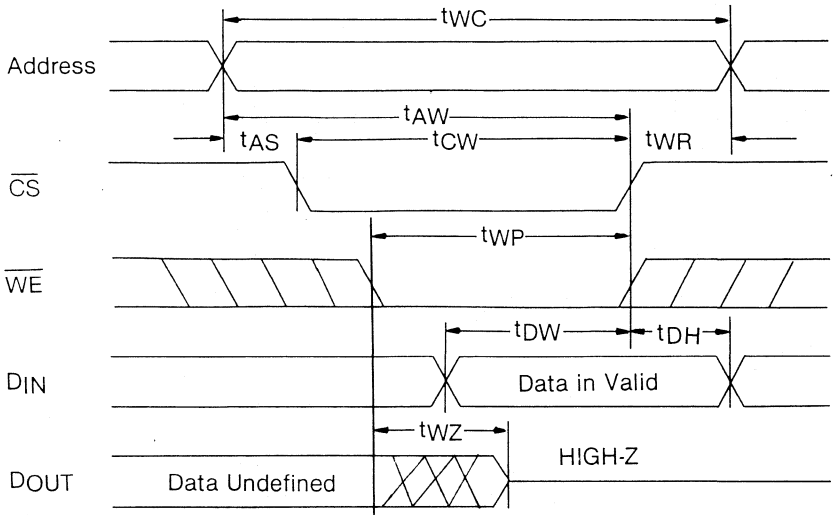 tWC
Address
tAW
tAS tCW tWR
CS
tWP
WE
tDW tDH
DIN Data in Valid
tWZ
HIGH-Z
DOUT Data Undefined